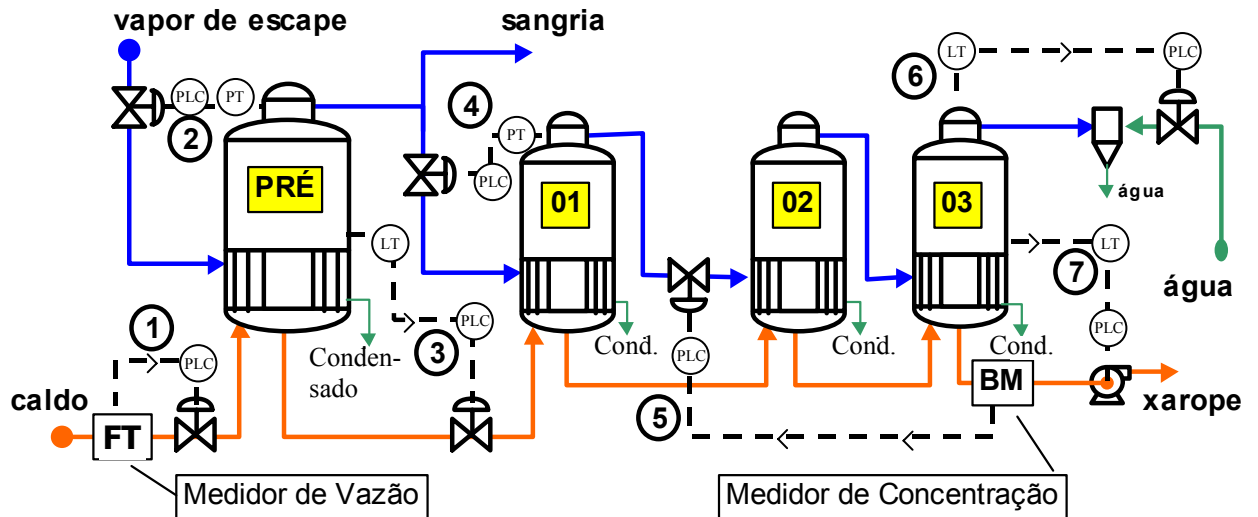 vapor de escape
sangria
6
LT
PLC
PLC
PT
2
4
PT
PLC
PRÉ
01
02
03
água
LT
LT
7
água
1
PLC
Conden-
sado
3
PLC
Cond.
PLC
Cond.
Cond.
PLC
caldo
FT
5
BM
xarope
Medidor de Vazão
Medidor de Concentração